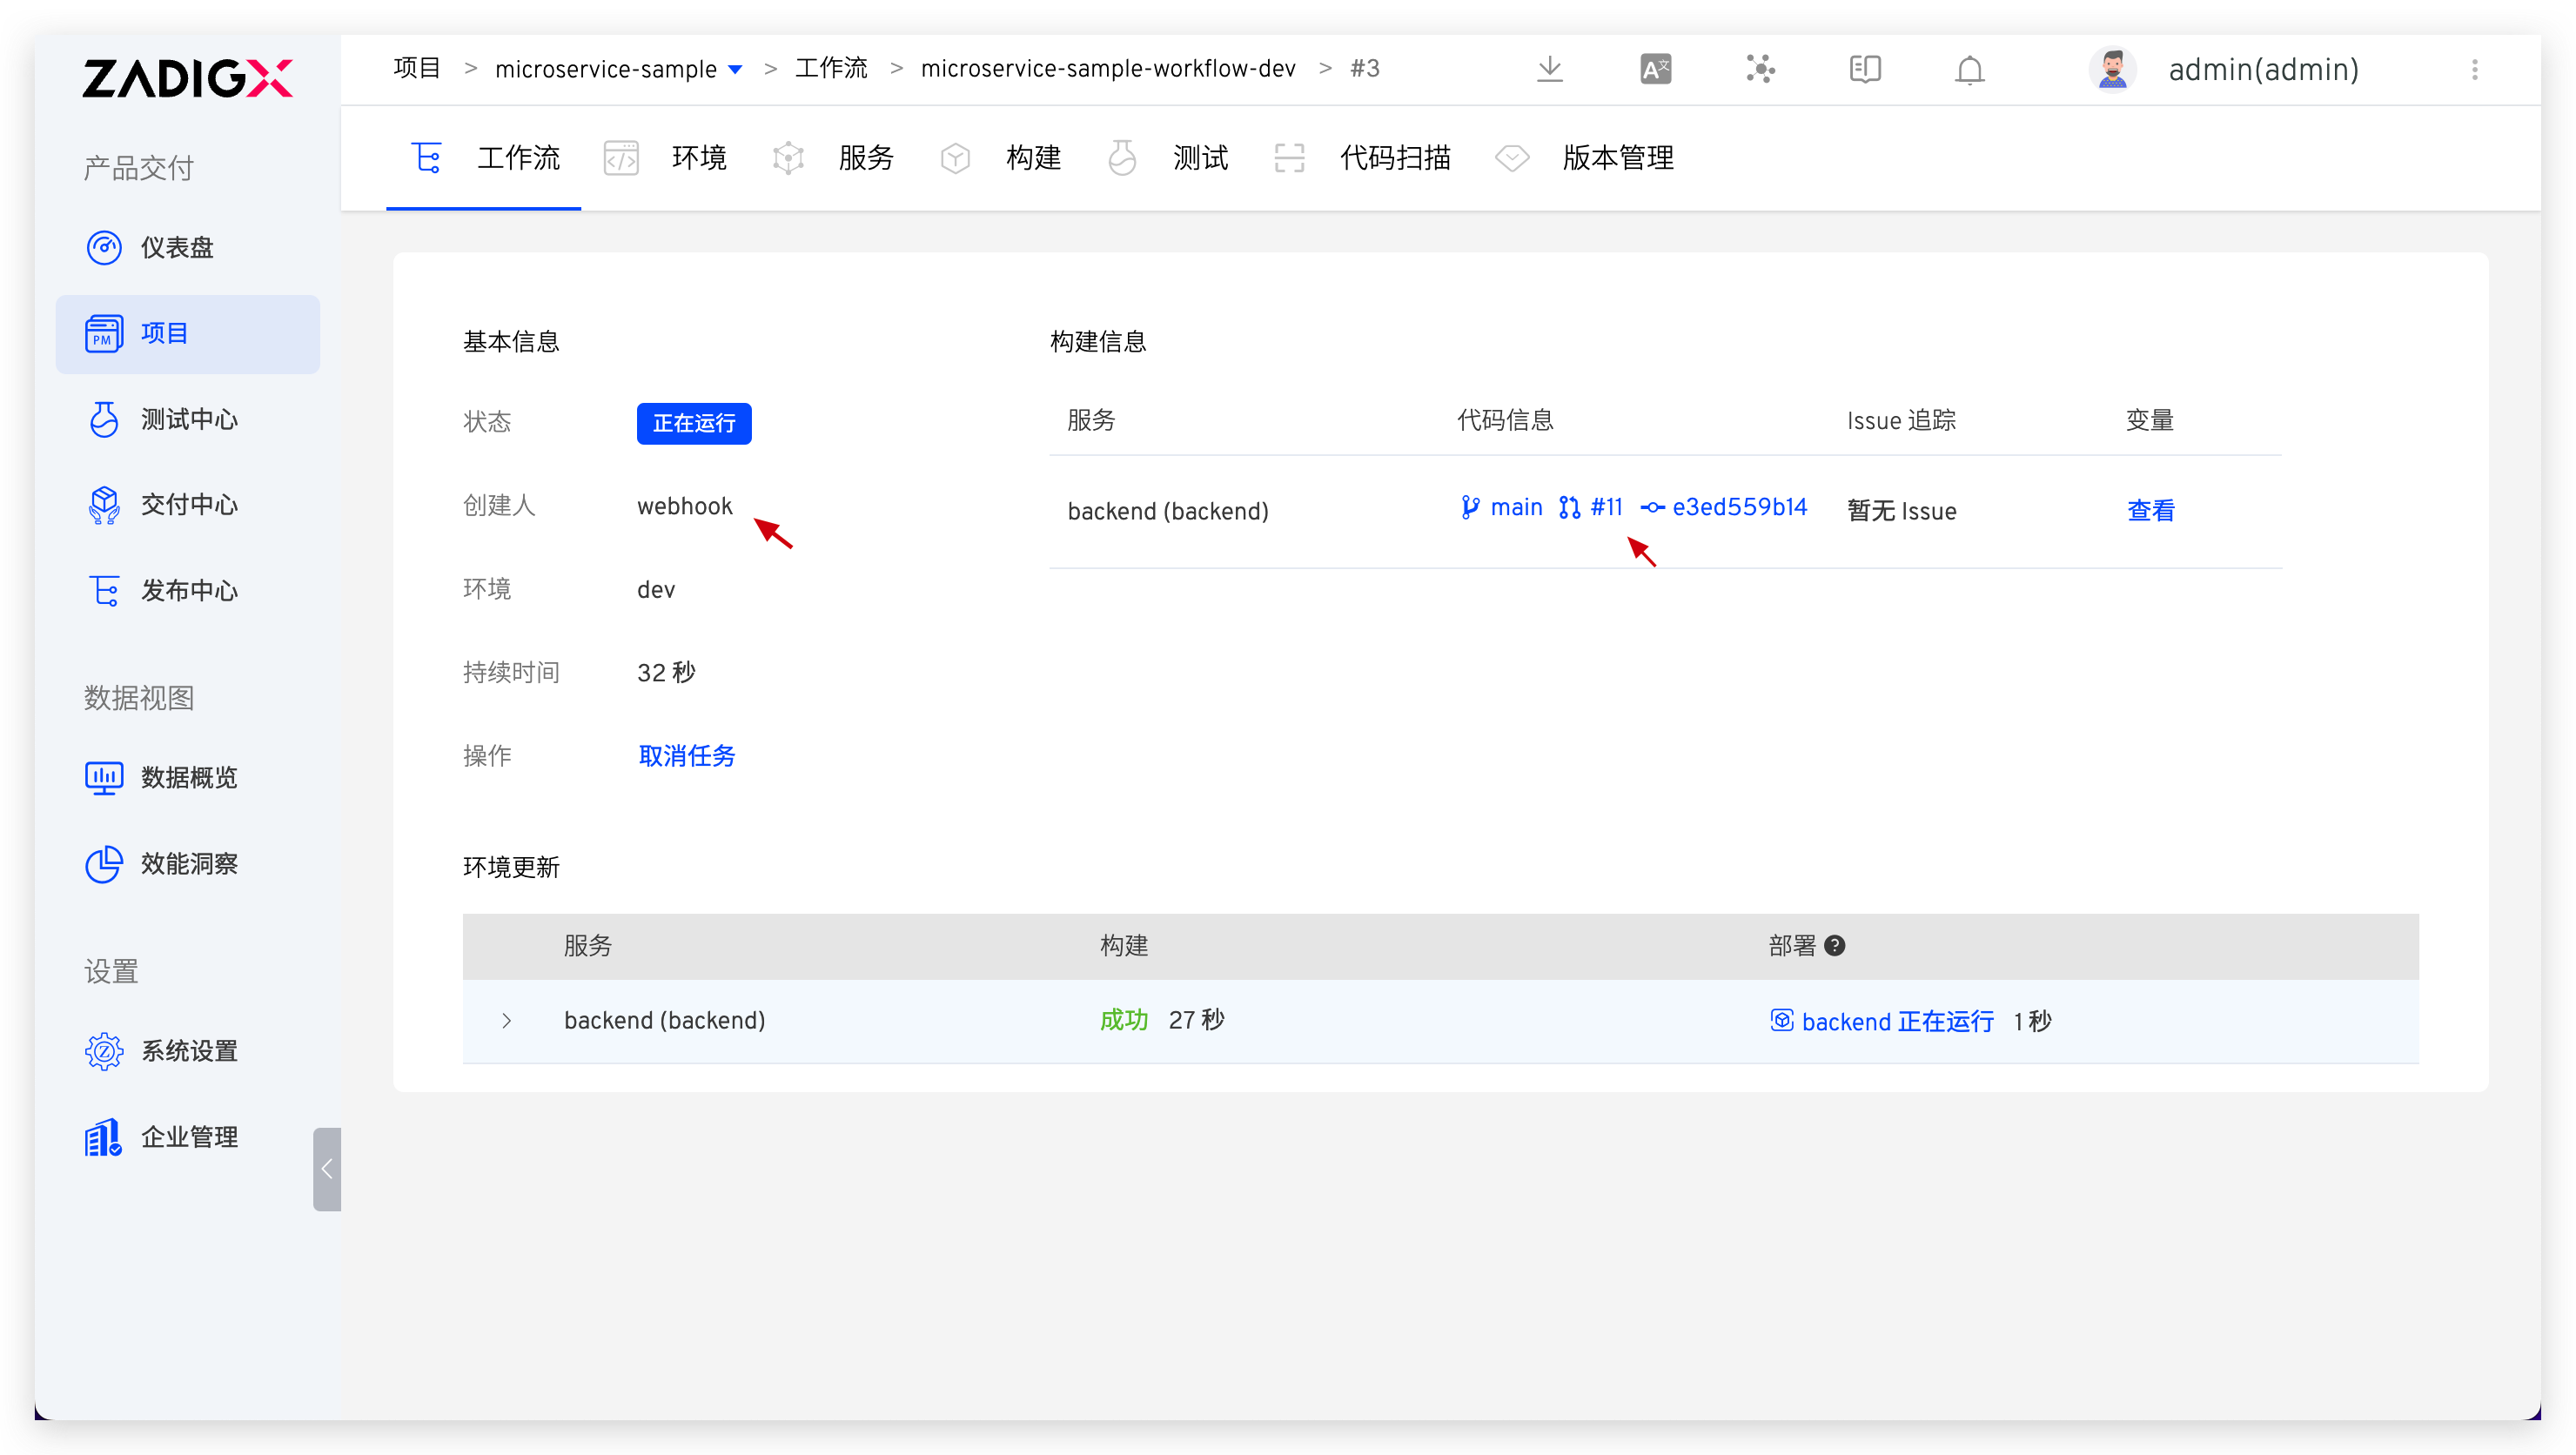 ZADIGX
项目 > microservice-sample > 工作流 > microservice-sample-workflow-dev > #3
A文
admin(admin)
产品交付
仪表盘
PM 项目
测试中心
交付中心
发布中心
数据视图
数据概览
效能洞察
设置
Z 系统设置
企业管理
工作流 </> 环境 服务 构建 测试 代码扫描 版本管理
基本信息
状态 正在运行
创建人 webhook
环境 dev
持续时间 32 秒
操作 取消任务
构建信息
服务 代码信息 Issue 追踪 变量
backend (backend) main #11 e3ed559b14 暂无 Issue 查看
环境更新
服务 构建 部署 ?
backend (backend) 成功 27 秒 backend 正在运行 1 秒